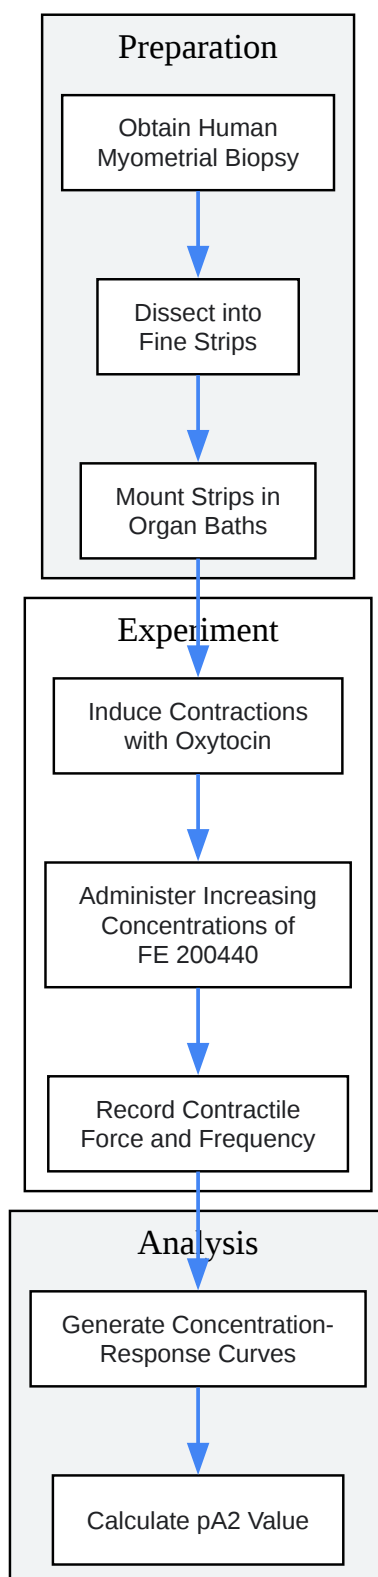 Preparation
Obtain Human
Myometrial Biopsy
Dissect into
Fine Strips
Mount Strips in
Organ Baths
Experiment
Induce Contractions
with Oxytocin
Administer Increasing
Concentrations of
FE 200440
Record Contractile
Force and Frequency
Analysis
Generate Concentration-
Response Curves
Calculate pA2 Value